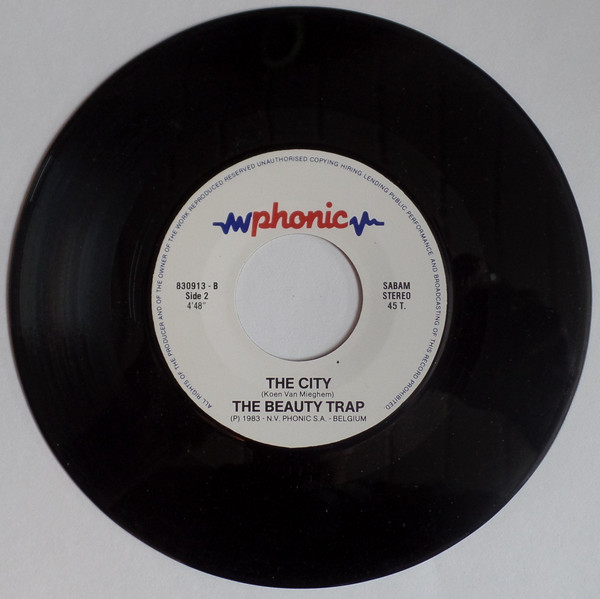 ALL RIGHTS OF THE PRODUCER AND OF THE OWNER OF THE WORK REPRODUCED RESERVED UNAUTHORISED COPYING HIRING LENDING PUBLIC PERFORMANCE AND BROADCASTING OF THIS RECORD PROHIBITED
phonic
830913 - B
Side 2
4'48"
SABAM
STEREO
45 T.
THE CITY
(Koen Van Mieghem)
THE BEAUTY TRAP
(P) 1983 - N.V. PHONIC S.A. - BELGIUM